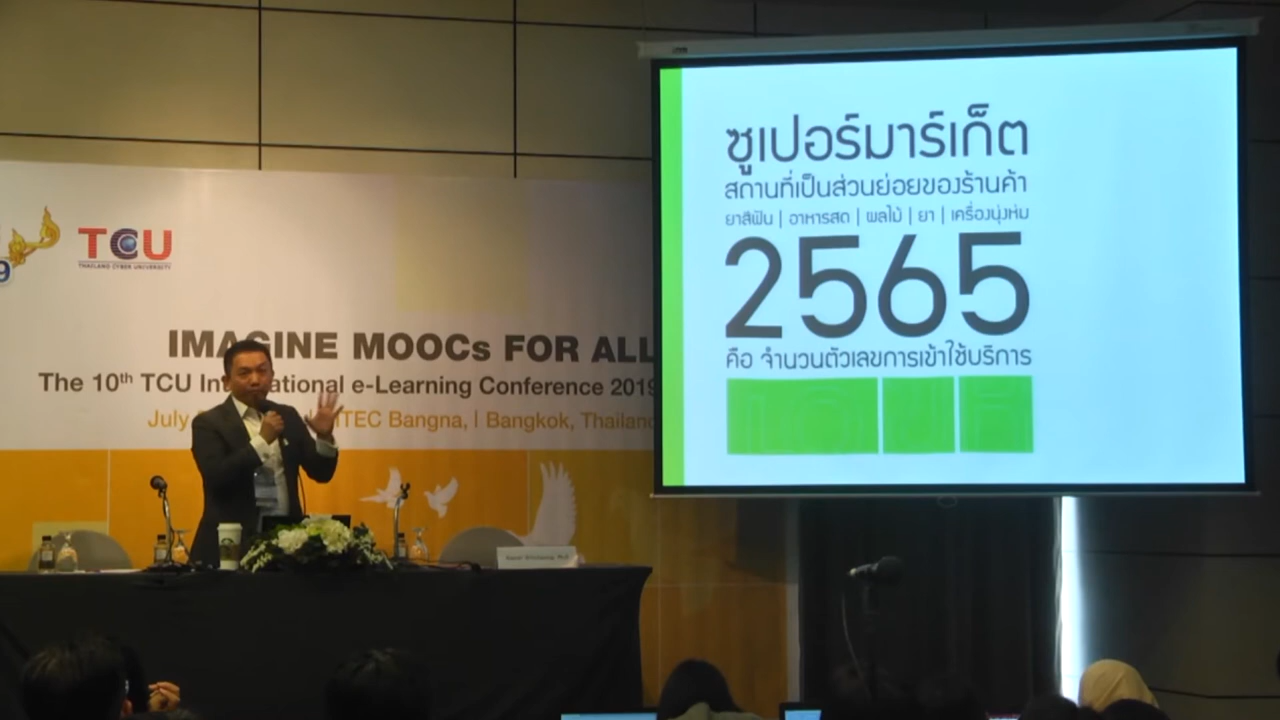 TCU
THAILAND CYBER UNIVERSITY
9
IMAGINE MOOCs FOR ALL
The 10th TCU International e-Learning Conference 2019
July ITEC Bangna, | Bangkok, Thailand
ซูเปอร์มาร์เก็ต
สถานที่เป็นส่วนย่อยของร้านค้า
ยาสีฟัน | อาหารสด | ผลไม้ | ยา | เครื่องนุ่งห่ม
2565
คือ จำนวนตัวเลขการเข้าใช้บริการ